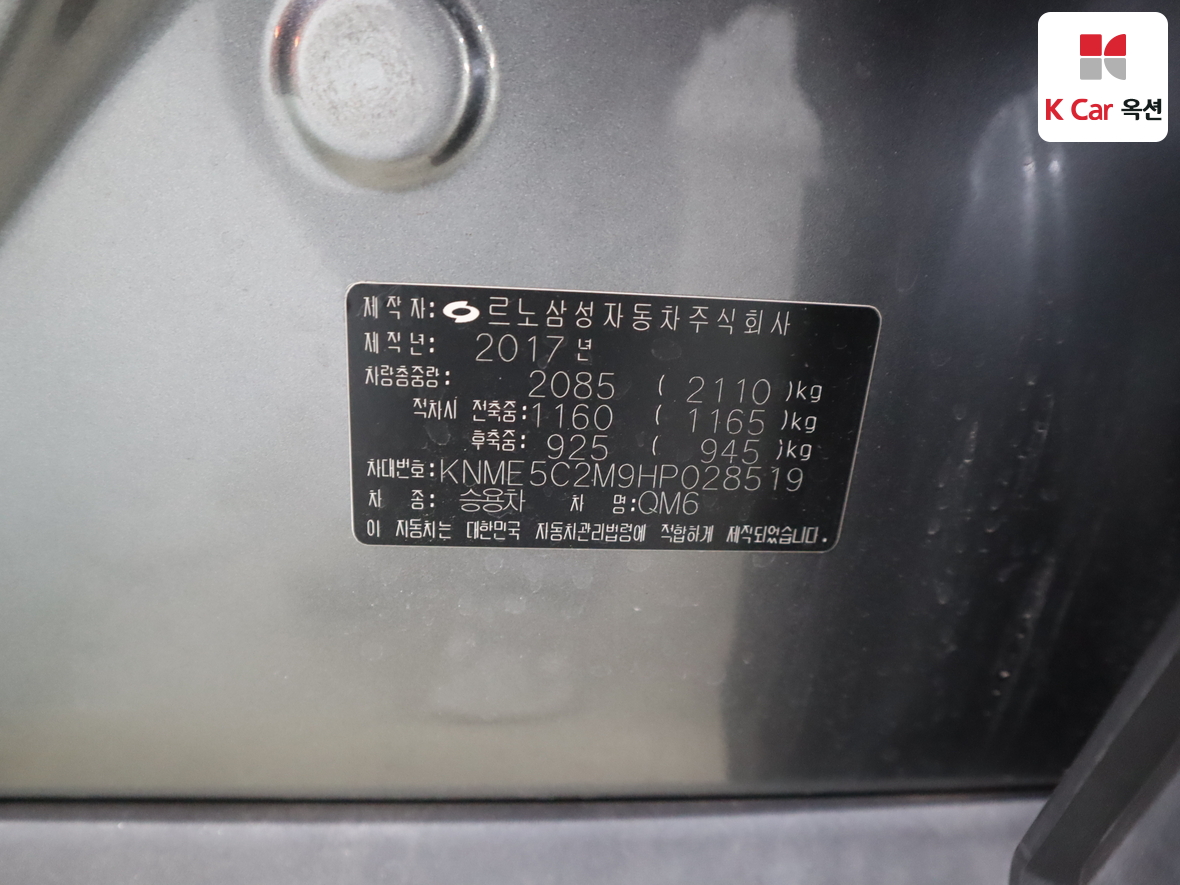 K Car 옥션
제작자: 르노삼성자동차주식회사
제작년: 2017년
차량총중량: 2085 ( 2110 )kg
적차시 전축중: 1160 ( 1165 )kg
후축중: 925 ( 945 )kg
차대번호: KNME5C2M9HP028519
차 종: 승용차 차 명: QM6
이 자동차는 대한민국 자동차관리법령에 적합하게 제작되었습니다.